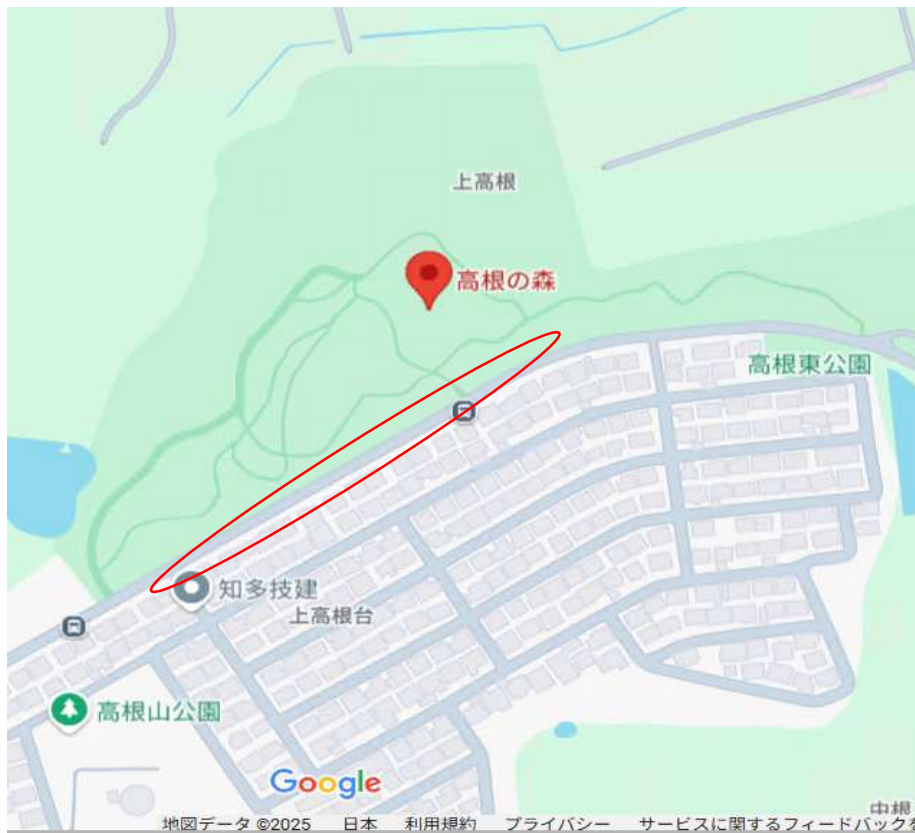 上高根
高根の森
高根東公園
知多技建
上高根台
高根山公園
Google
中根
地図データ ©2025 日本 利用規約 プライバシー サービスに関するフィードバックを